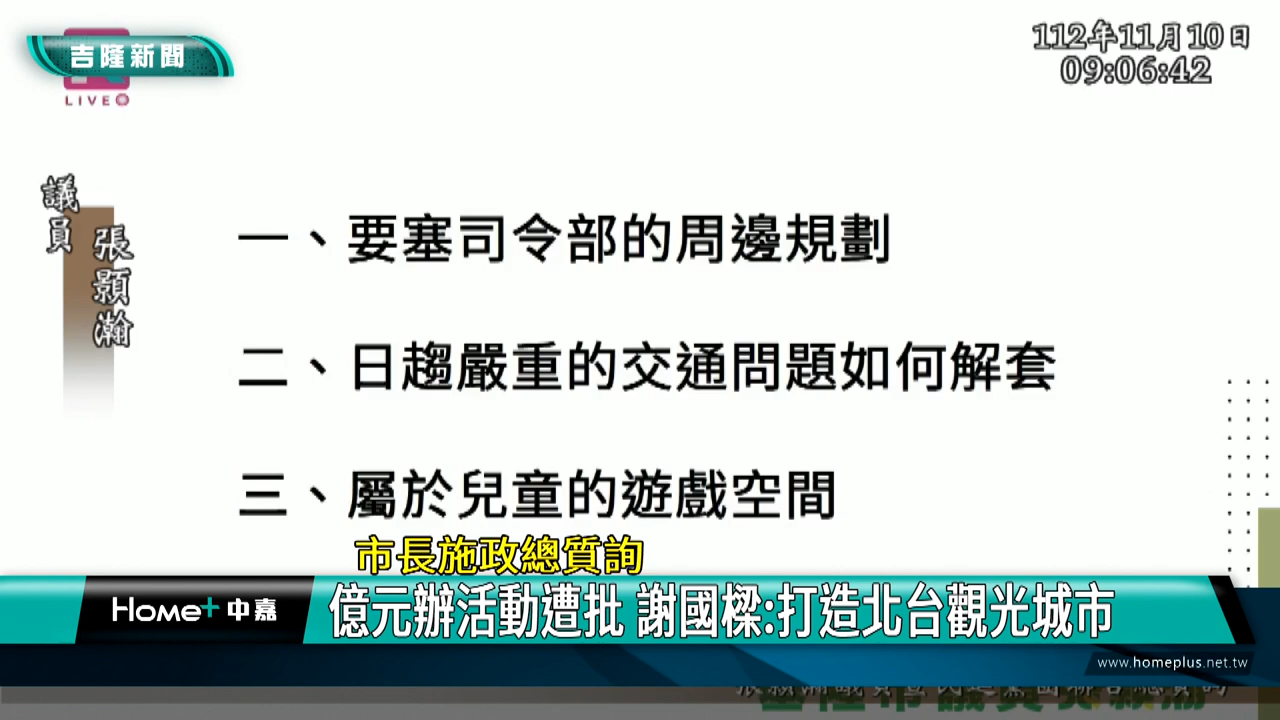 吉隆新聞
LIVE
112年11月10日
09:06:42
議員
張顥瀚
一、要塞司令部的周邊規劃
二、日趨嚴重的交通問題如何解套
三、屬於兒童的遊戲空間
市長施政總質詢
Home+中嘉
億元辦活動遭批 謝國樑:打造北台觀光城市
www.homeplus.net.tw